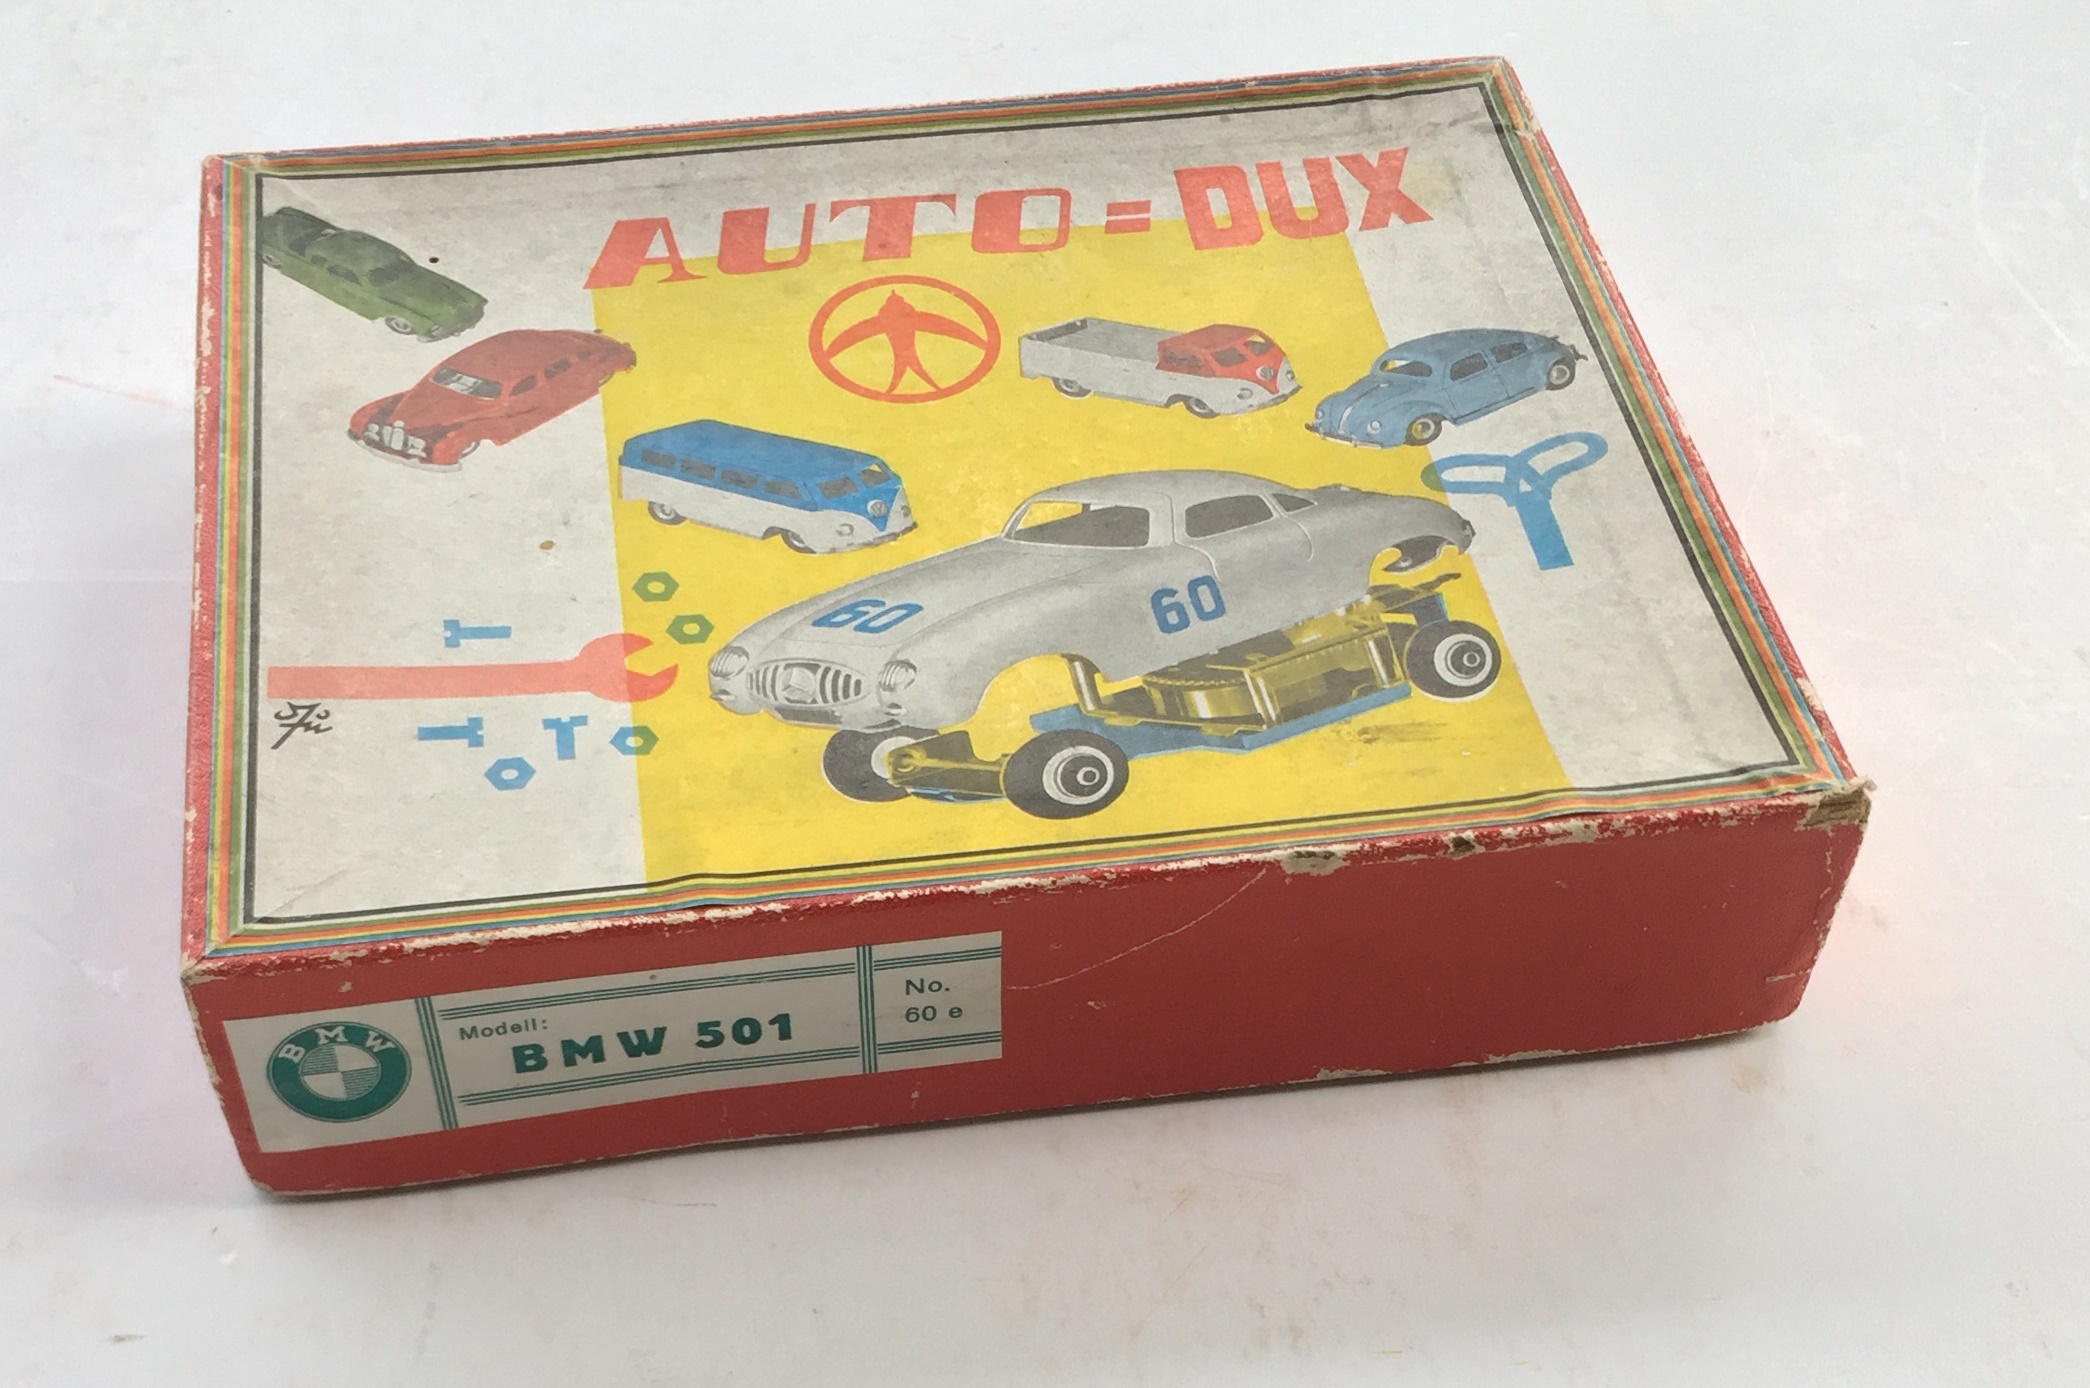 AUTO=DUX
60
60
BMW
Modell:
BMW 501
No.
60 e